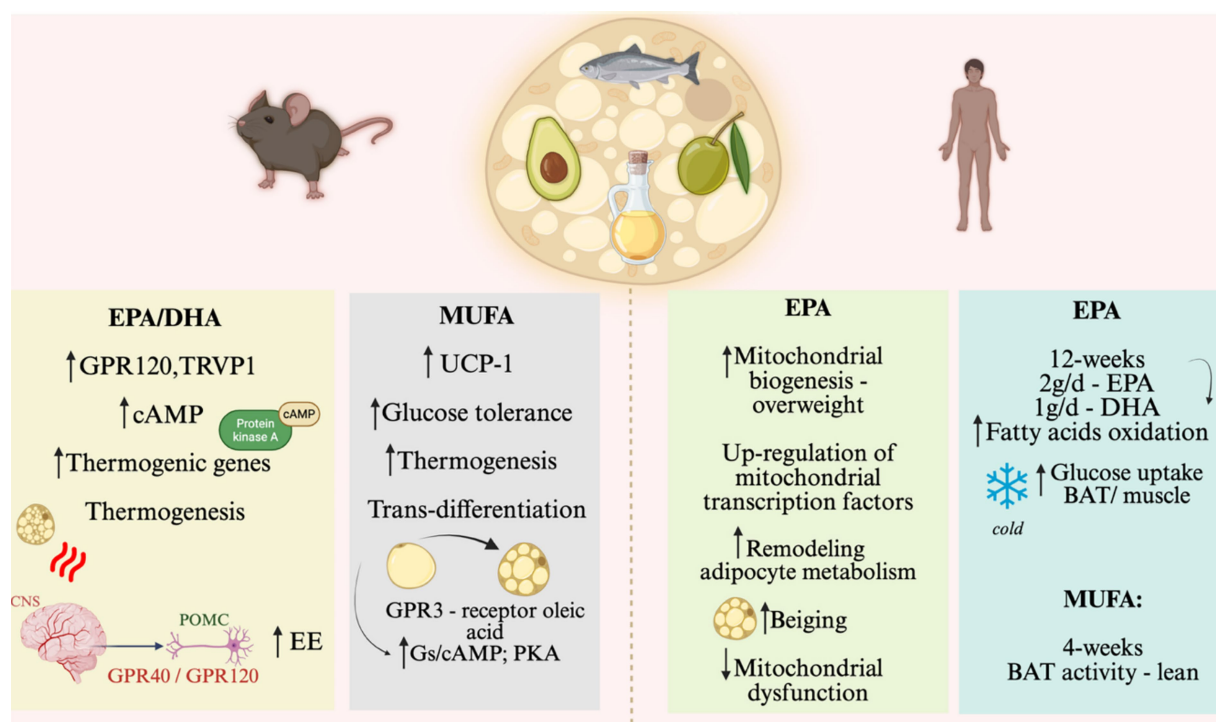 EPA/DHA
GPR120,TRVP1
cAMP
Protein
kinase A
cAMP
Thermogenic genes
Thermogenesis
CNS
POMC
GPR40 / GPR120
EE
MUFA
UCP-1
Glucose tolerance
Thermogenesis
Trans-differentiation
GPR3 - receptor oleic
acid
Gs/cAMP; PKA
EPA
Mitochondrial
biogenesis -
overweight
Up-regulation of
mitochondrial
transcription factors
Remodeling
adipocyte metabolism
Beiging
Mitochondrial
dysfunction
EPA
12-weeks
2g/d - EPA
1g/d - DHA
Fatty acids oxidation
Glucose uptake
BAT/ muscle
cold
MUFA:
4-weeks
BAT activity - lean